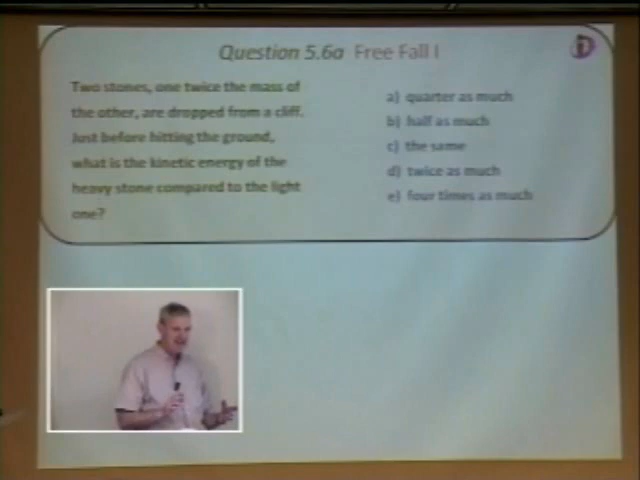 Question 5.6a Free Fall I
Two stones, one twice the mass of
the other, are dropped from a cliff.
Just before hitting the ground,
what is the kinetic energy of the
heavy stone compared to the light
one?
a) quarter as much
b) half as much
c) the same
d) twice as much
e) four times as much